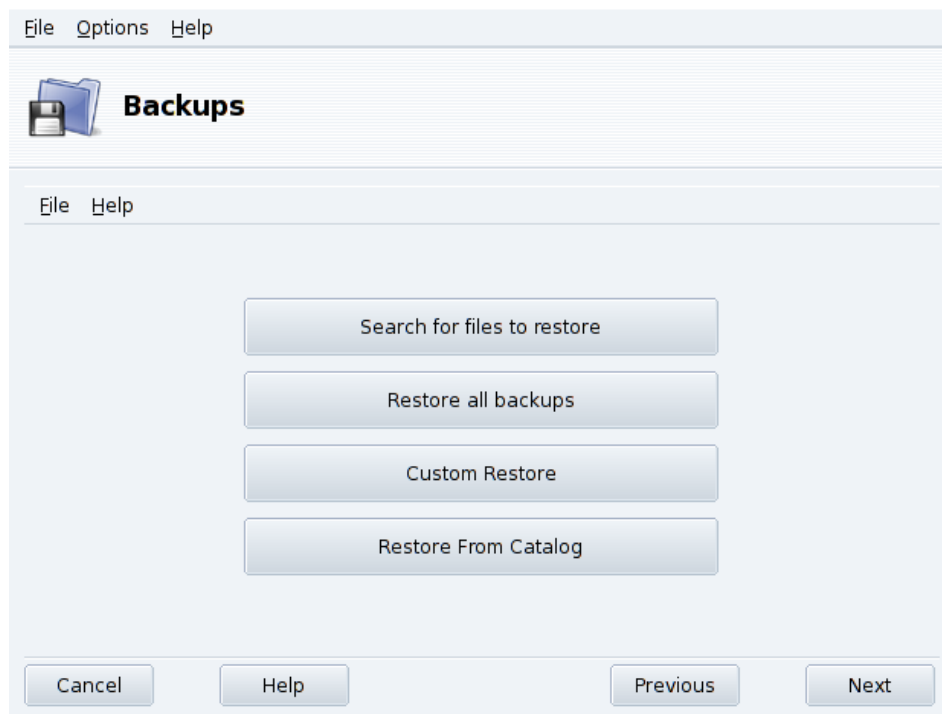 File Options Help
Backups
File Help
Search for files to restore
Restore all backups
Custom Restore
Restore From Catalog
Cancel Help Previous Next